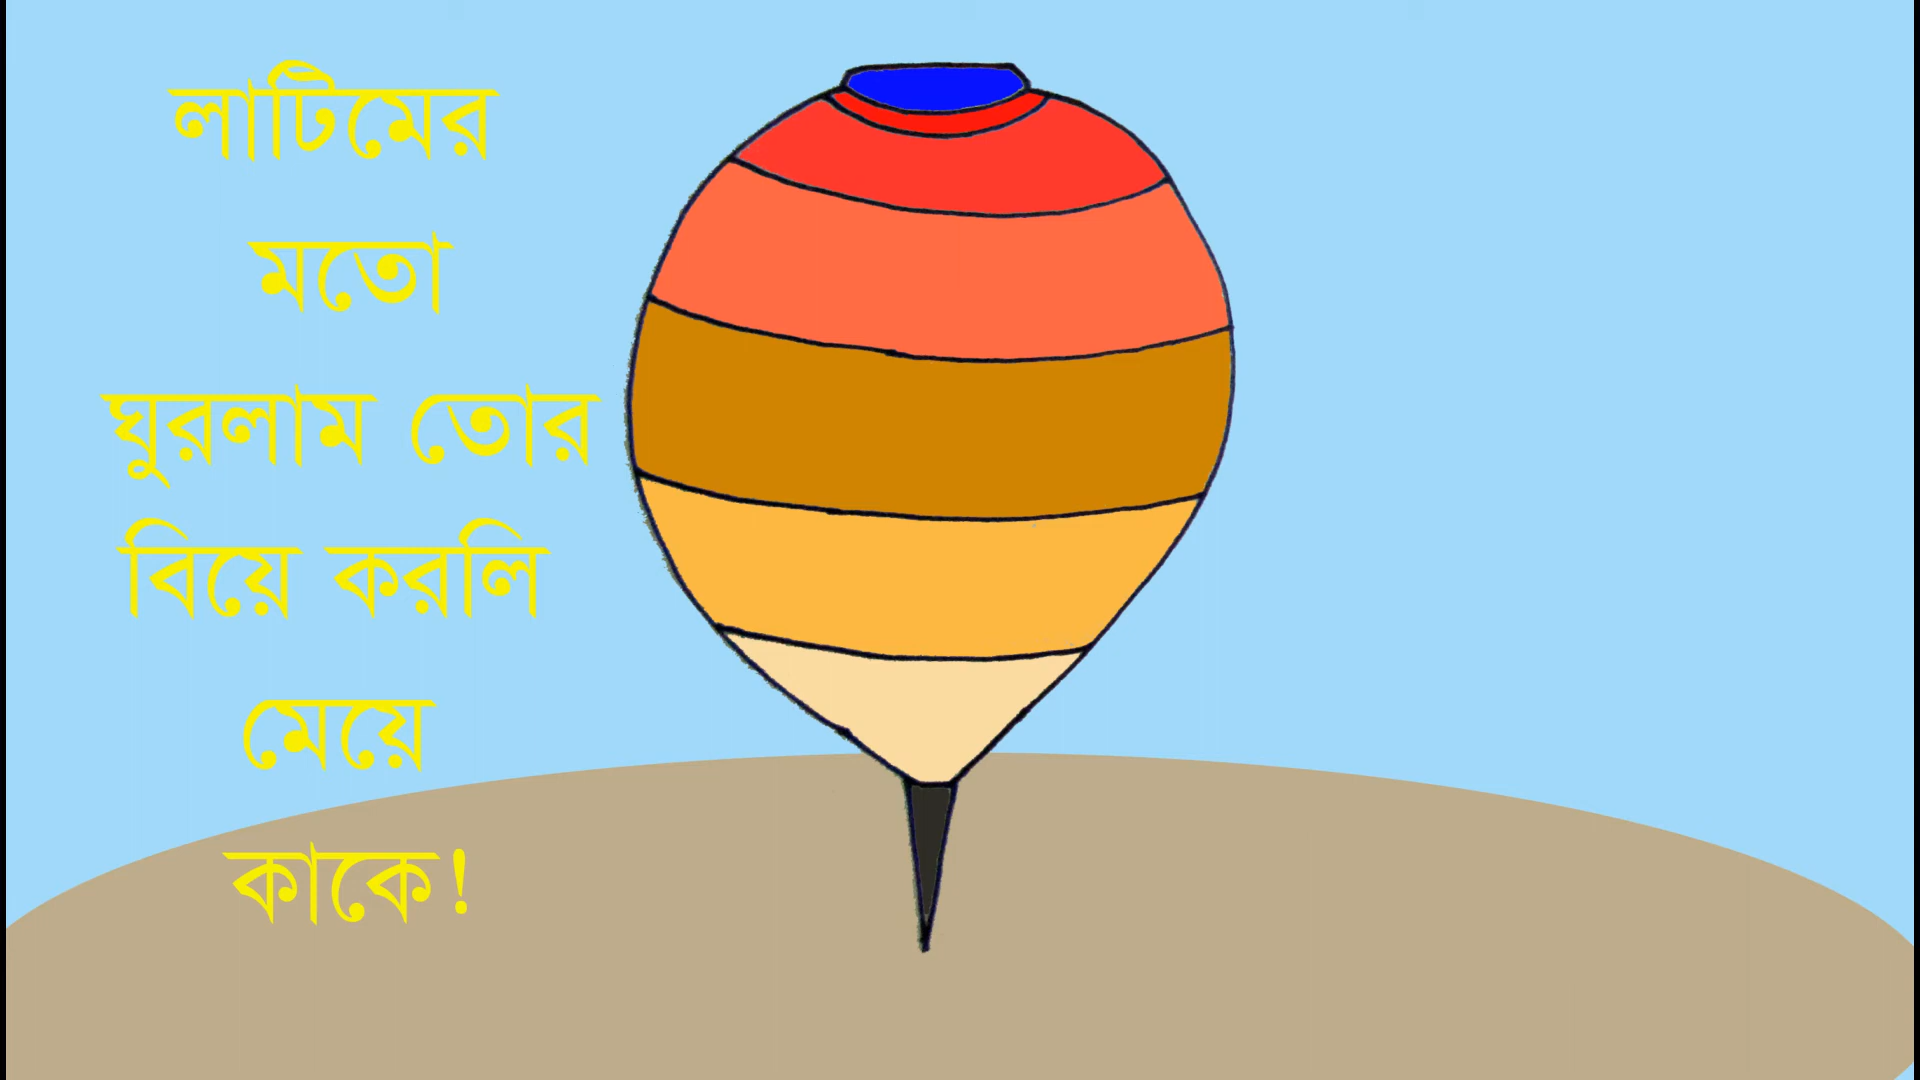 লাটিমের
মতো
ঘুরলাম তোর
বিয়ে করলি
মেয়ে
কাকে!